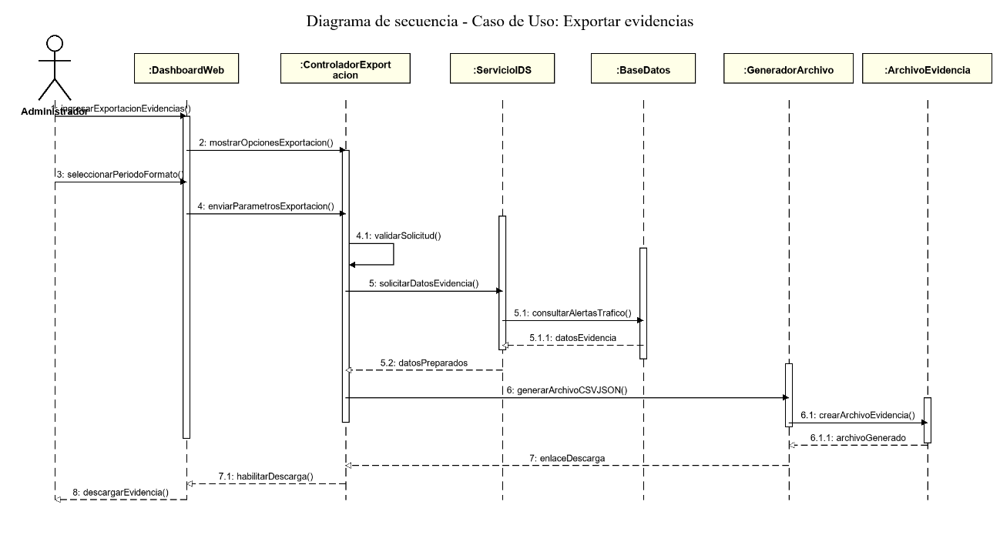 Diagrama de secuencia - Caso de Uso: Exportar evidencias
:DashboardWeb
:ControladorExport
acion
:ServicioIDS
:BaseDatos
:GeneradorArchivo
:ArchivoEvidencia
Administrador
1: ingresarExportacionEvidencias()
2: mostrarOpcionesExportacion()
3: seleccionarPeriodoFormato()
4: enviarParametrosExportacion()
4.1: validarSolicitud()
5: solicitarDatosEvidencia()
5.1: consultarAlertasTrafico()
5.1.1: datosEvidencia
5.2: datosPreparados
6: generarArchivoCSVJSON()
6.1: crearArchivoEvidencia()
6.1.1: archivoGenerado
7: enlaceDescarga
7.1: habilitarDescarga()
8: descargarEvidencia()